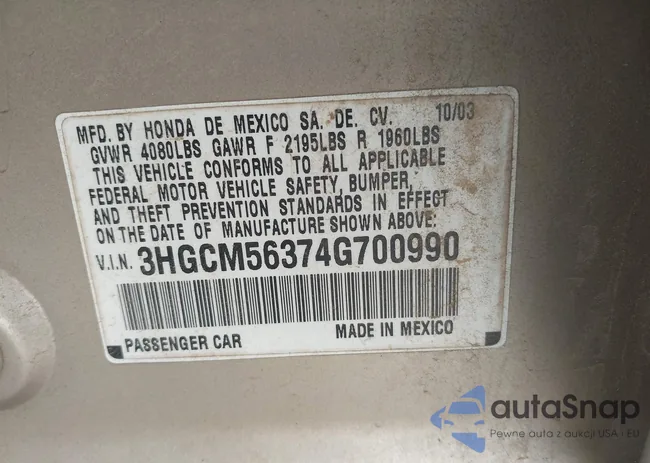 MFD. BY HONDA DE MEXICO SA. DE. CV. 10/03
GVWR 4080LBS GAWR F 2195LBS R 1960LBS
THIS VEHICLE CONFORMS TO ALL APPLICABLE
FEDERAL MOTOR VEHICLE SAFETY, BUMPER,
AND THEFT PREVENTION STANDARDS IN EFFECT
ON THE DATE OF MANUFACTURE SHOWN ABOVE:
V.I.N. 3HGCM56374G700990
PASSENGER CAR MADE IN MEXICO
autaSnap
Pewne auta z aukcji USA i EU